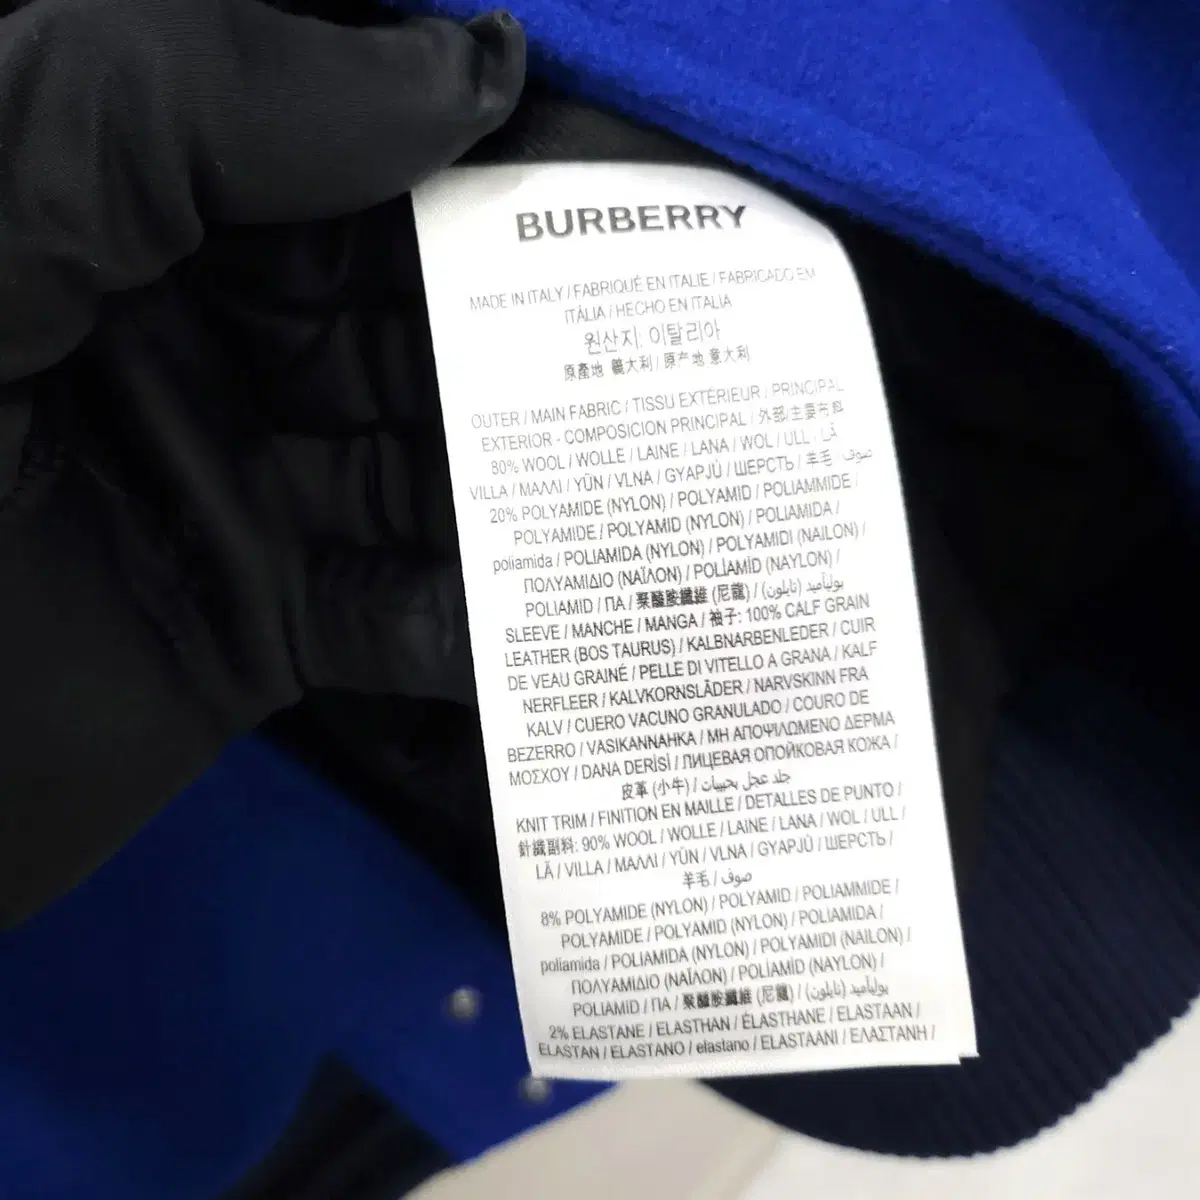 BURBERRY
MADE IN ITALY / FABRIQUÉ EN ITALIE / FABRICADO EM
ITÁLIA / HECHO EN ITALIA
원산지: 이탈리아
原產地 義大利 / 原产地 意大利
OUTER / MAIN FABRIC / TISSU EXTÉRIEUR / PRINCIPAL
EXTERIOR - COMPOSICION PRINCIPAL / 外部/主要布料
80% WOOL / WOLLE / LAINE / LANA / WOL / ULL / LÃ
VILLA / ΜΑΛΛΙ / YÜN / VLNA / GYAPJÚ / ШЕРСТЬ / 羊毛 صوف
20% POLYAMIDE (NYLON) / POLYAMID / POLIAMMIDE /
POLYAMIDE / POLYAMID (NYLON) / POLIAMIDA /
poliamida / POLIAMIDA (NYLON) / POLYAMIDI (NAILON) /
ΠΟΛΥΑΜΙΔΙΟ (ΝΑΪΛΟΝ) / POLİAMİD (NAYLON) /
POLIAMID / ПА / 聚醯胺纖維 (尼龍) / بوليأميد (نايلون)
SLEEVE / MANCHE / MANGA / 袖子: 100% CALF GRAIN
LEATHER (BOS TAURUS) / KALBNARBENLEDER / CUIR
DE VEAU GRAINÉ / PELLE DI VITELLO A GRANA / KALF
NERFLEER / KALVKORNSLÄDER / NARVSKINN FRA
KALV / CUERO VACUNO GRANULADO / COURO DE
BEZERRO / VASIKANNAHKA / ΜΗ ΑΠΟΨΙΛΩΜΕΝΟ ΔΕΡΜΑ
ΜΟΣΧΟΥ / DANA DERİSİ / ЛИЦЕВАЯ ОПОЙКОВАЯ КОЖА /
皮革 (小牛) / جلد عجل بحبيبات
KNIT TRIM / FINITION EN MAILLE / DETALLES DE PUNTO /
針織副料: 90% WOOL / WOLLE / LAINE / LANA / WOL / ULL /
LÃ / VILLA / ΜΑΛΛΙ / YÜN / VLNA / GYAPJÚ / ШЕРСТЬ /
羊毛 / صوف
8% POLYAMIDE (NYLON) / POLYAMID / POLIAMMIDE /
POLYAMIDE / POLYAMID (NYLON) / POLIAMIDA /
poliamida / POLIAMIDA (NYLON) / POLYAMIDI (NAILON) /
ΠΟΛΥΑΜΙΔΙΟ (ΝΑΪΛΟΝ) / POLİAMİD (NAYLON) /
POLIAMID / ПА / 聚醯胺纖維 (尼龍) / بوليأميد (نايلون)
2% ELASTANE / ELASTHAN / ÉLASTHANE / ELASTAAN /
ELASTAN / ELASTANO / elastano / ELASTAANI / ΕΛΑΣΤΑΝΗ /